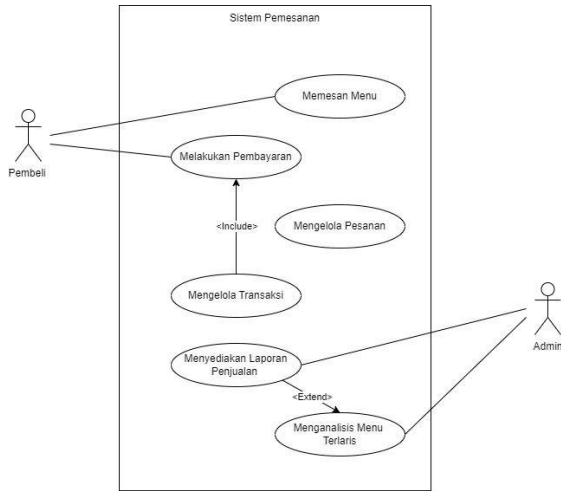 Sistem Pemesanan
Memesan Menu
Pembeli
Melakukan Pembayaran
<Include>
Mengelola Pesanan
Mengelola Transaksi
Admin
Menyediakan Laporan
Penjualan
<Extend>
Menganalisis Menu
Terlaris